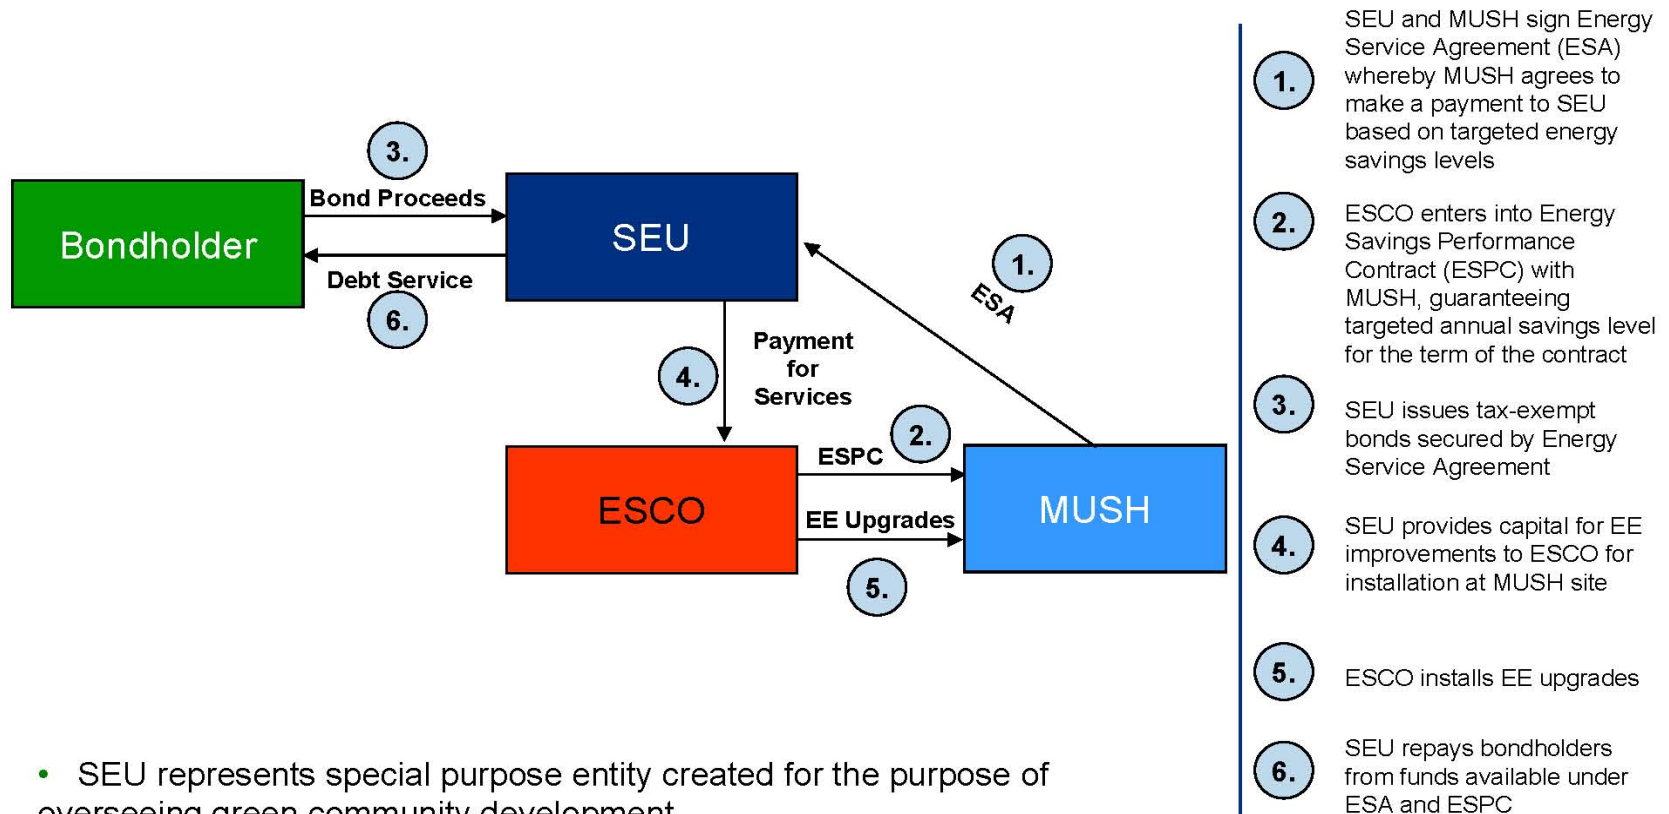 3.
Bond Proceeds
Bondholder
SEU
Debt Service
6.
1.
ESA
4.
Payment
for
Services
2.
ESPC
ESCO
EE Upgrades
MUSH
5.
• SEU represents special purpose entity created for the purpose of
overseeing green community development
1.
SEU and MUSH sign Energy
Service Agreement (ESA)
whereby MUSH agrees to
make a payment to SEU
based on targeted energy
savings levels
2.
ESCO enters into Energy
Savings Performance
Contract (ESPC) with
MUSH, guaranteeing
targeted annual savings level
for the term of the contract
3.
SEU issues tax-exempt
bonds secured by Energy
Service Agreement
4.
SEU provides capital for EE
improvements to ESCO for
installation at MUSH site
5.
ESCO installs EE upgrades
6.
SEU repays bondholders
from funds available under
ESA and ESPC